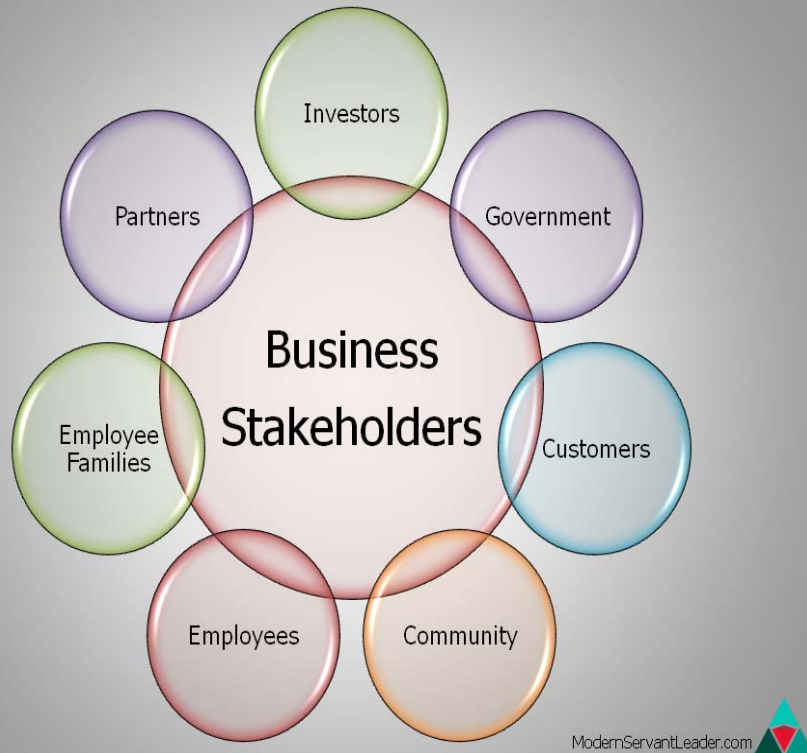 Investors
Partners
Government
Business
Stakeholders
Employee
Families
Customers
Employees
Community
ModernServantLeader.com